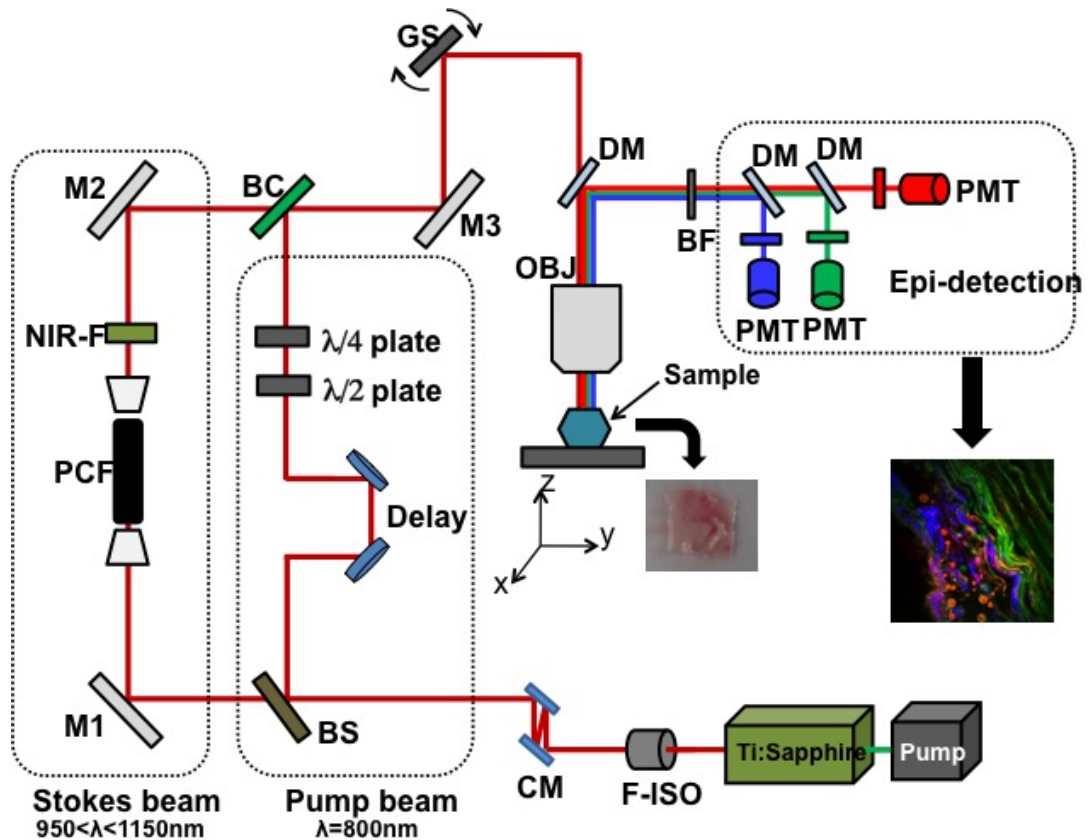 GS
M2
BC
M3
DM
DM
DM
PMT
BF
OBJ
PMT
PMT
Epi-detection
NIR-F
λ/4 plate
λ/2 plate
Sample
PCF
Delay
z
y
x
M1
BS
CM
F-ISO
Ti:Sapphire
Pump
Stokes beam
950<λ<1150nm
Pump beam
λ=800nm